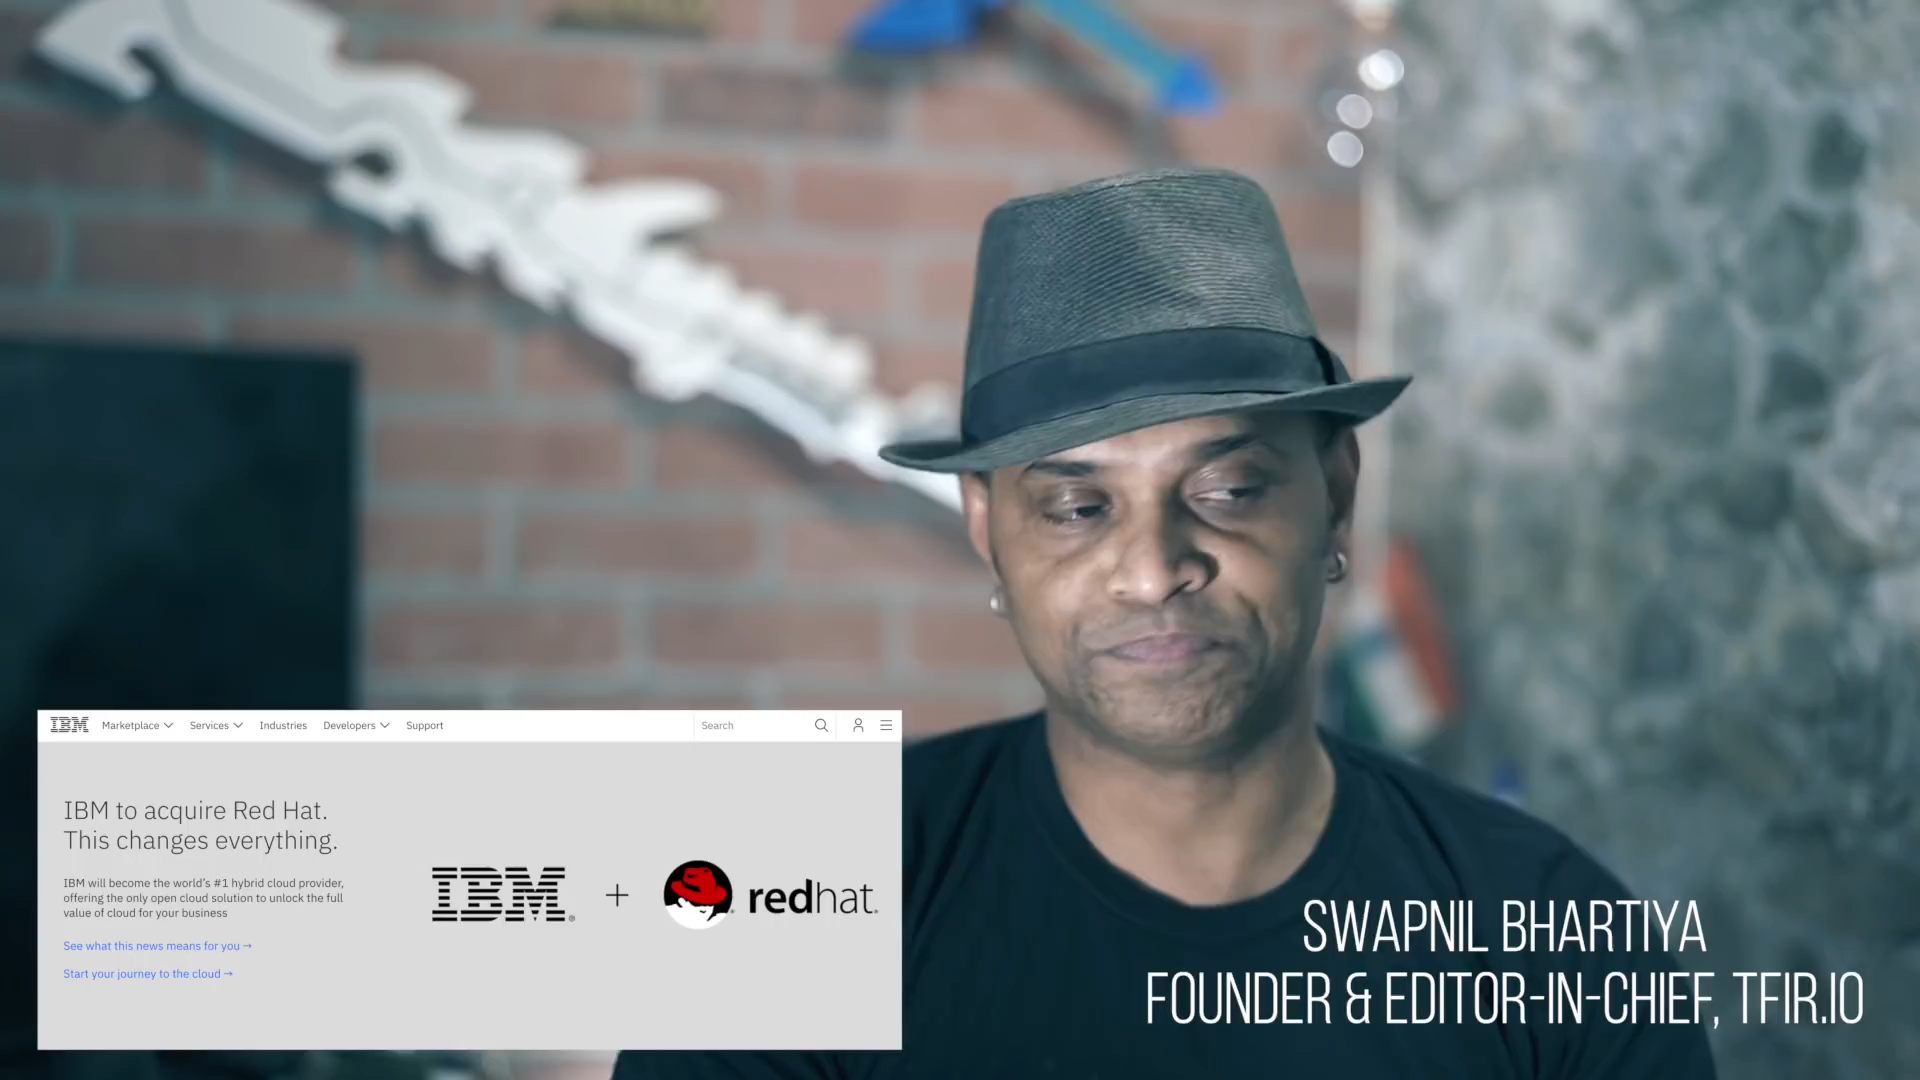 IBM Marketplace Services Industries Developers Support Search
IBM to acquire Red Hat.
This changes everything.
IBM will become the world's #1 hybrid cloud provider,
offering the only open cloud solution to unlock the full
value of cloud for your business
See what this news means for you →
Start your journey to the cloud →
IBM® + redhat®
SWAPNIL BHARTIYA
FOUNDER & EDITOR-IN-CHIEF, TFIR.IO